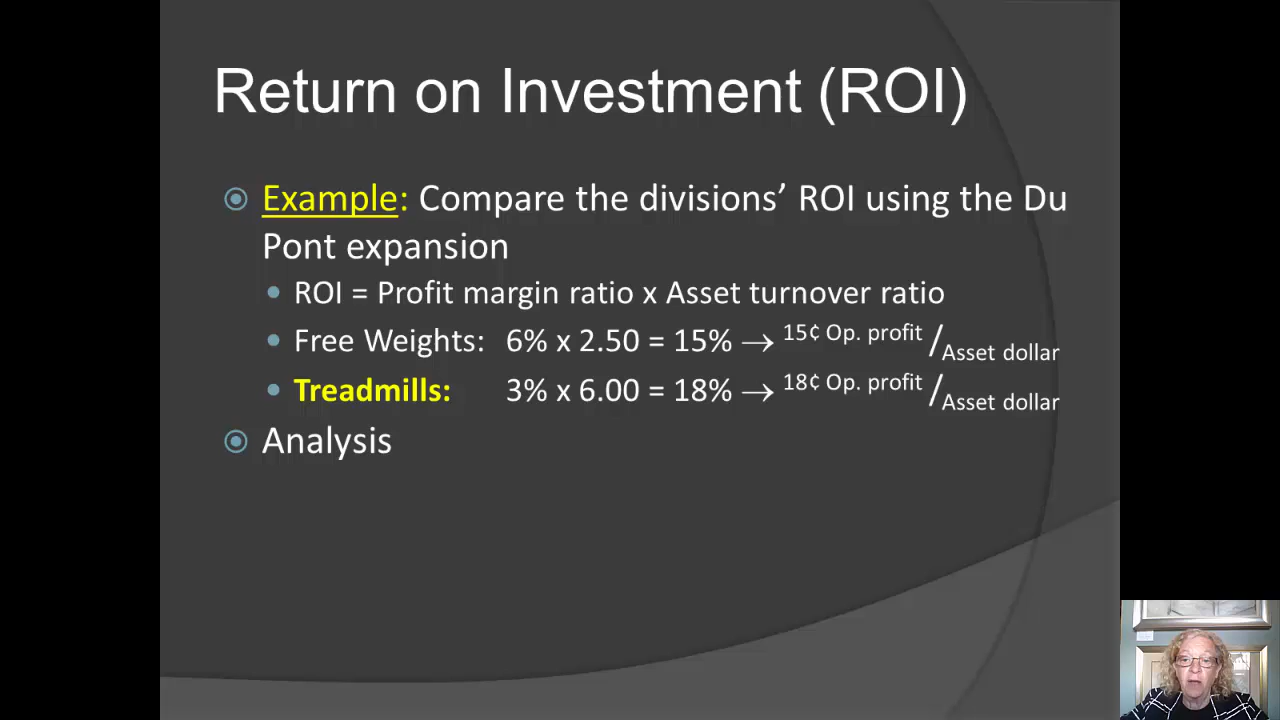 Return on Investment (ROI)
Example: Compare the divisions’ ROI using the Du
Pont expansion
ROI = Profit margin ratio x Asset turnover ratio
Free Weights: 6% x 2.50 = 15% → 15¢ Op. profit / Asset dollar
Treadmills: 3% x 6.00 = 18% → 18¢ Op. profit / Asset dollar
Analysis